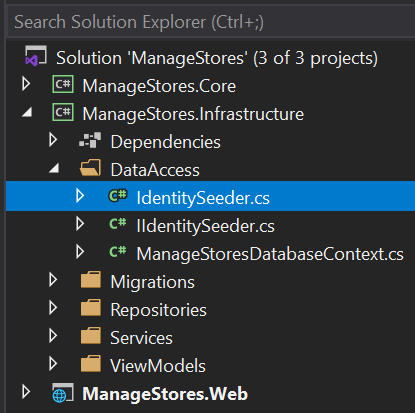 Search Solution Explorer (Ctrl+;)
Solution 'ManageStores' (3 of 3 projects)
C# ManageStores.Core
C# ManageStores.Infrastructure
Dependencies
DataAccess
C# IdentitySeeder.cs
C# IIdentitySeeder.cs
C# ManageStoresDatabaseContext.cs
Migrations
Repositories
Services
ViewModels
ManageStores.Web